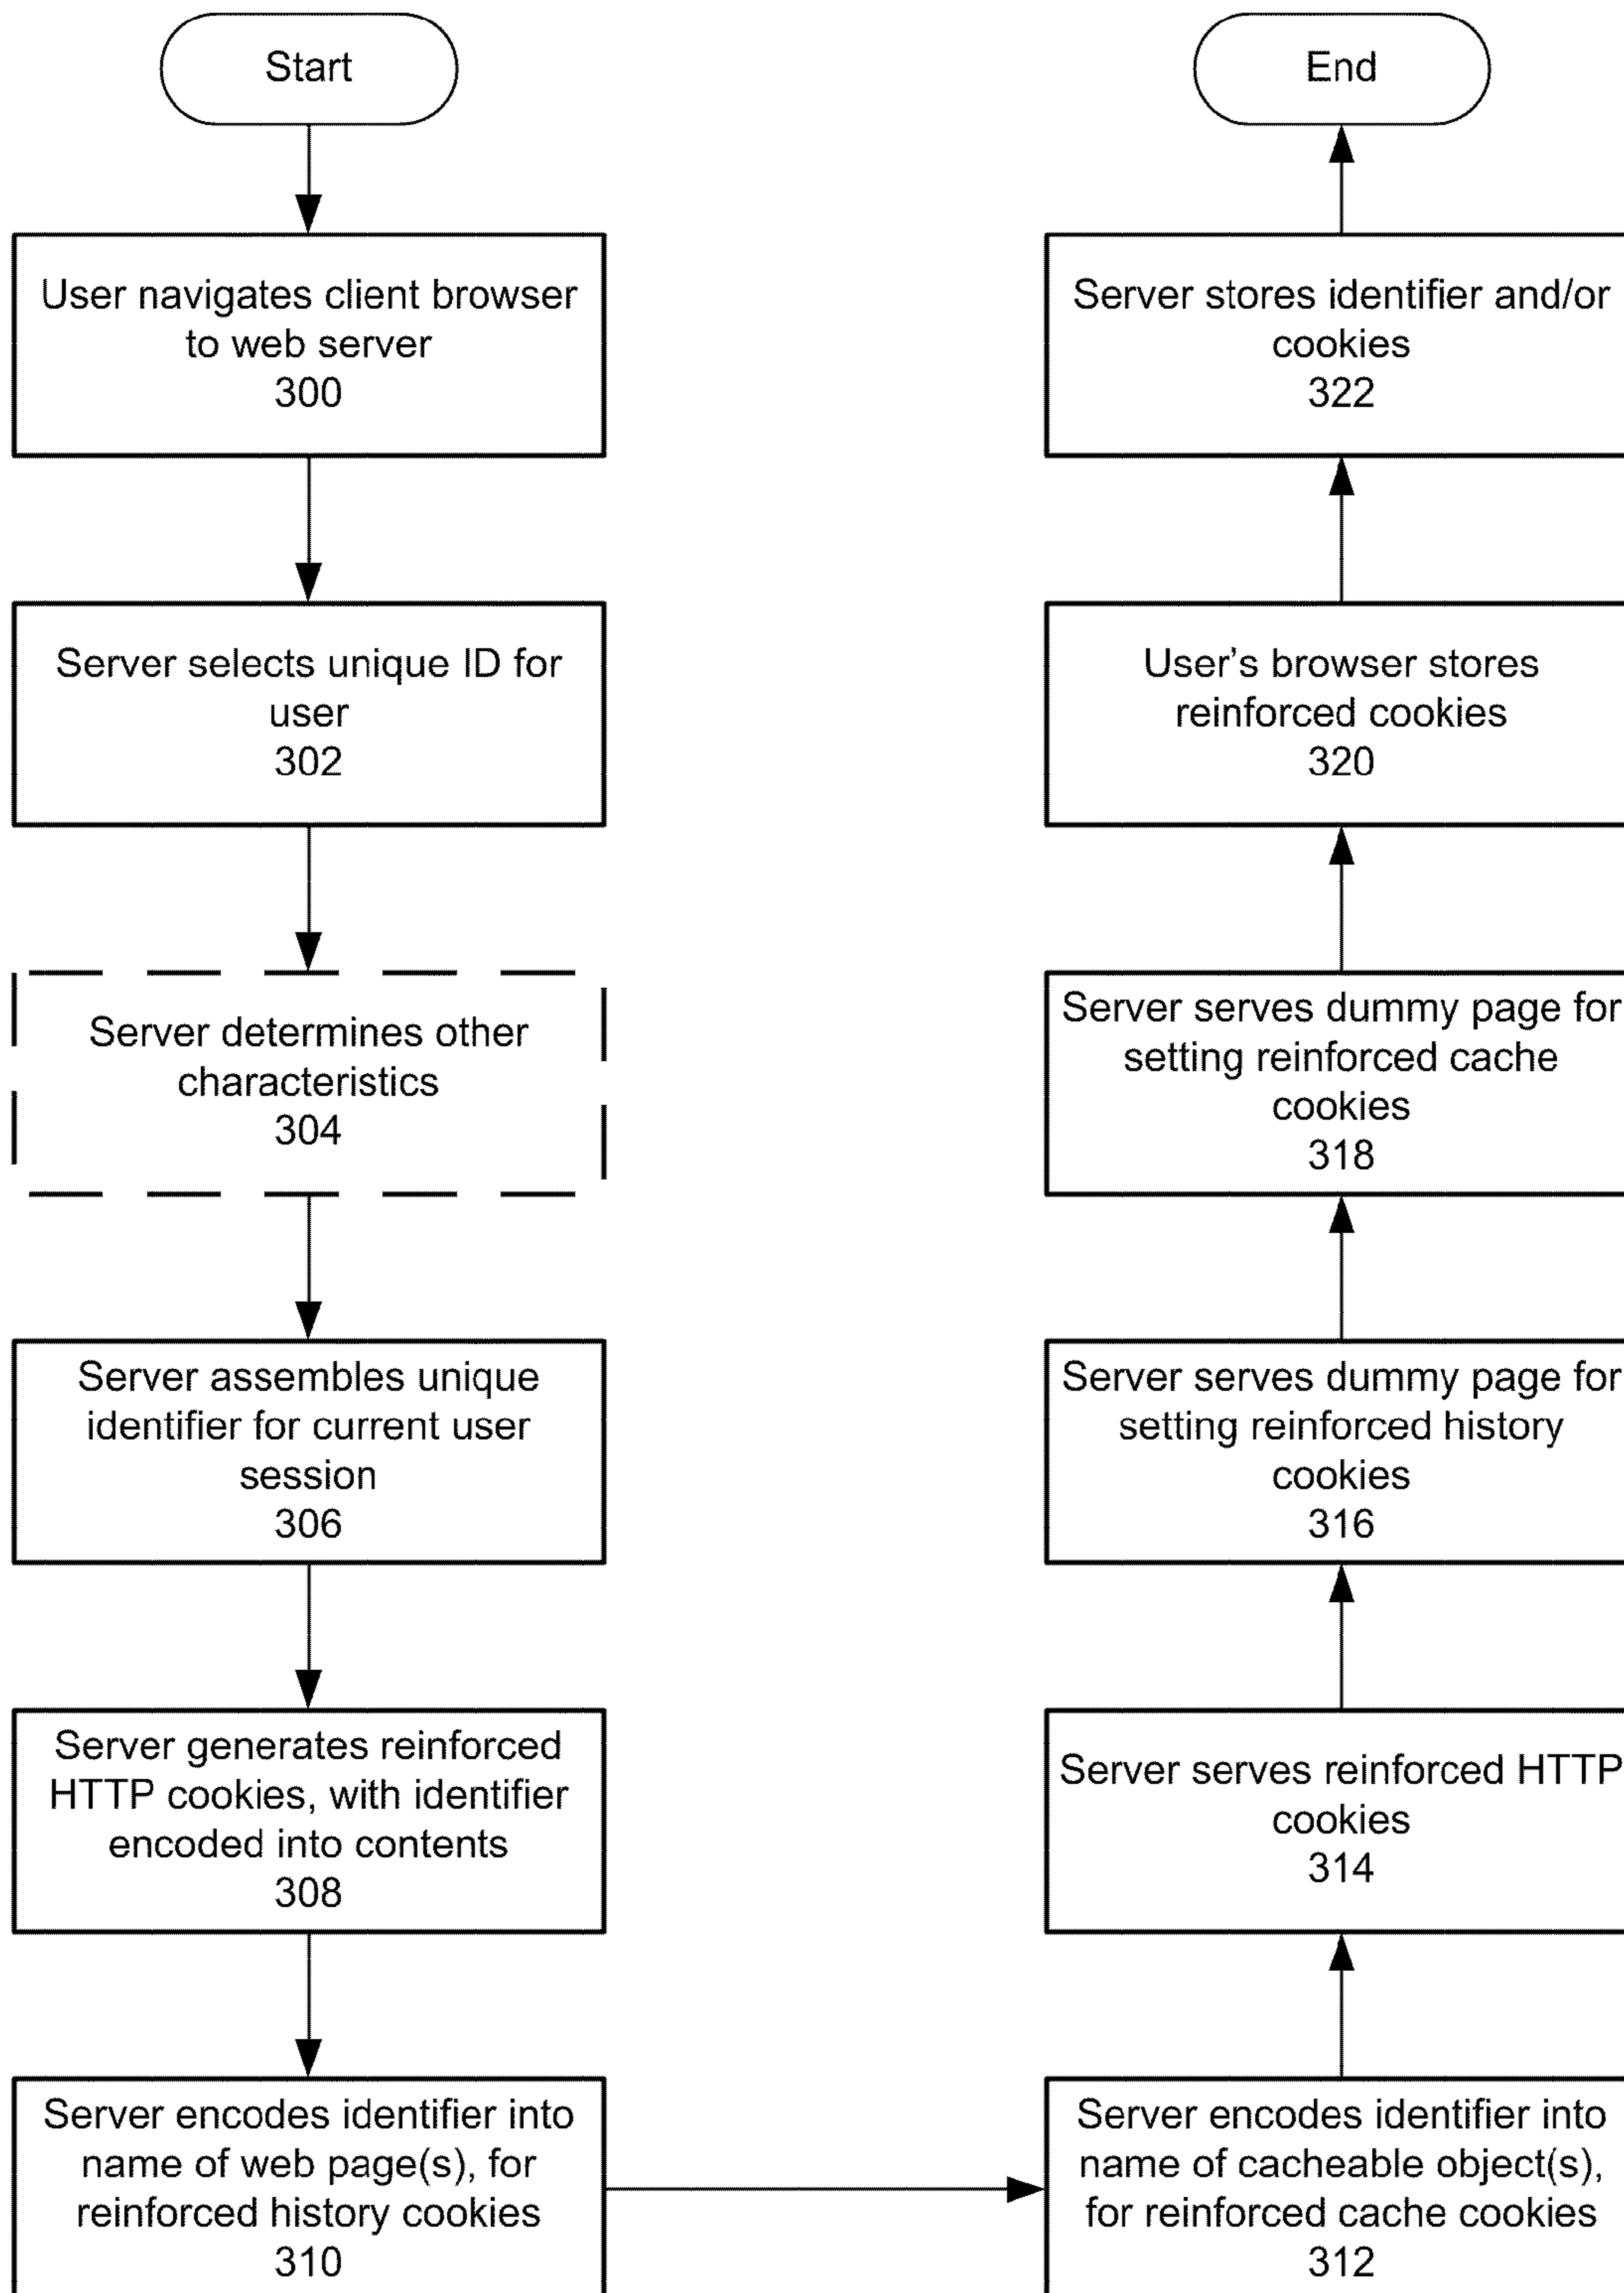 Start
User navigates client browser
to web server
300
Server selects unique ID for
user
302
Server determines other
characteristics
304
Server assembles unique
identifier for current user
session
306
Server generates reinforced
HTTP cookies, with identifier
encoded into contents
308
Server encodes identifier into
name of web page(s), for
reinforced history cookies
310
Server encodes identifier into
name of cacheable object(s),
for reinforced cache cookies
312
Server serves reinforced HTTP
cookies
314
Server serves dummy page for
setting reinforced history
cookies
316
Server serves dummy page for
setting reinforced cache
cookies
318
User's browser stores
reinforced cookies
320
Server stores identifier and/or
cookies
322
End